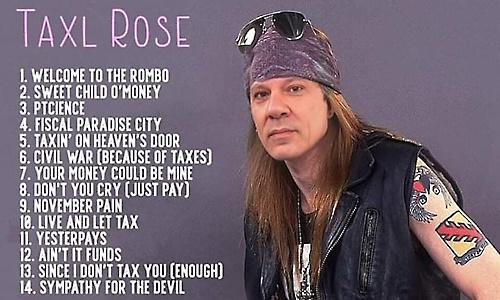 TAXL ROSE
1. WELCOME TO THE ROMBO
2. SWEET CHILD O'MONEY
3. PTCIENCE
4. FISCAL PARADISE CITY
5. TAXIN' ON HEAVEN'S DOOR
6. CIVIL WAR (BECAUSE OF TAXES)
7. YOUR MONEY COULD BE MINE
8. DON'T YOU CRY (JUST PAY)
9. NOVEMBER PAIN
10. LIVE AND LET TAX
11. YESTERPAYS
12. AIN'T IT FUNDS
13. SINCE I DON'T TAX YOU (ENOUGH)
14. SYMPATHY FOR THE DEVIL